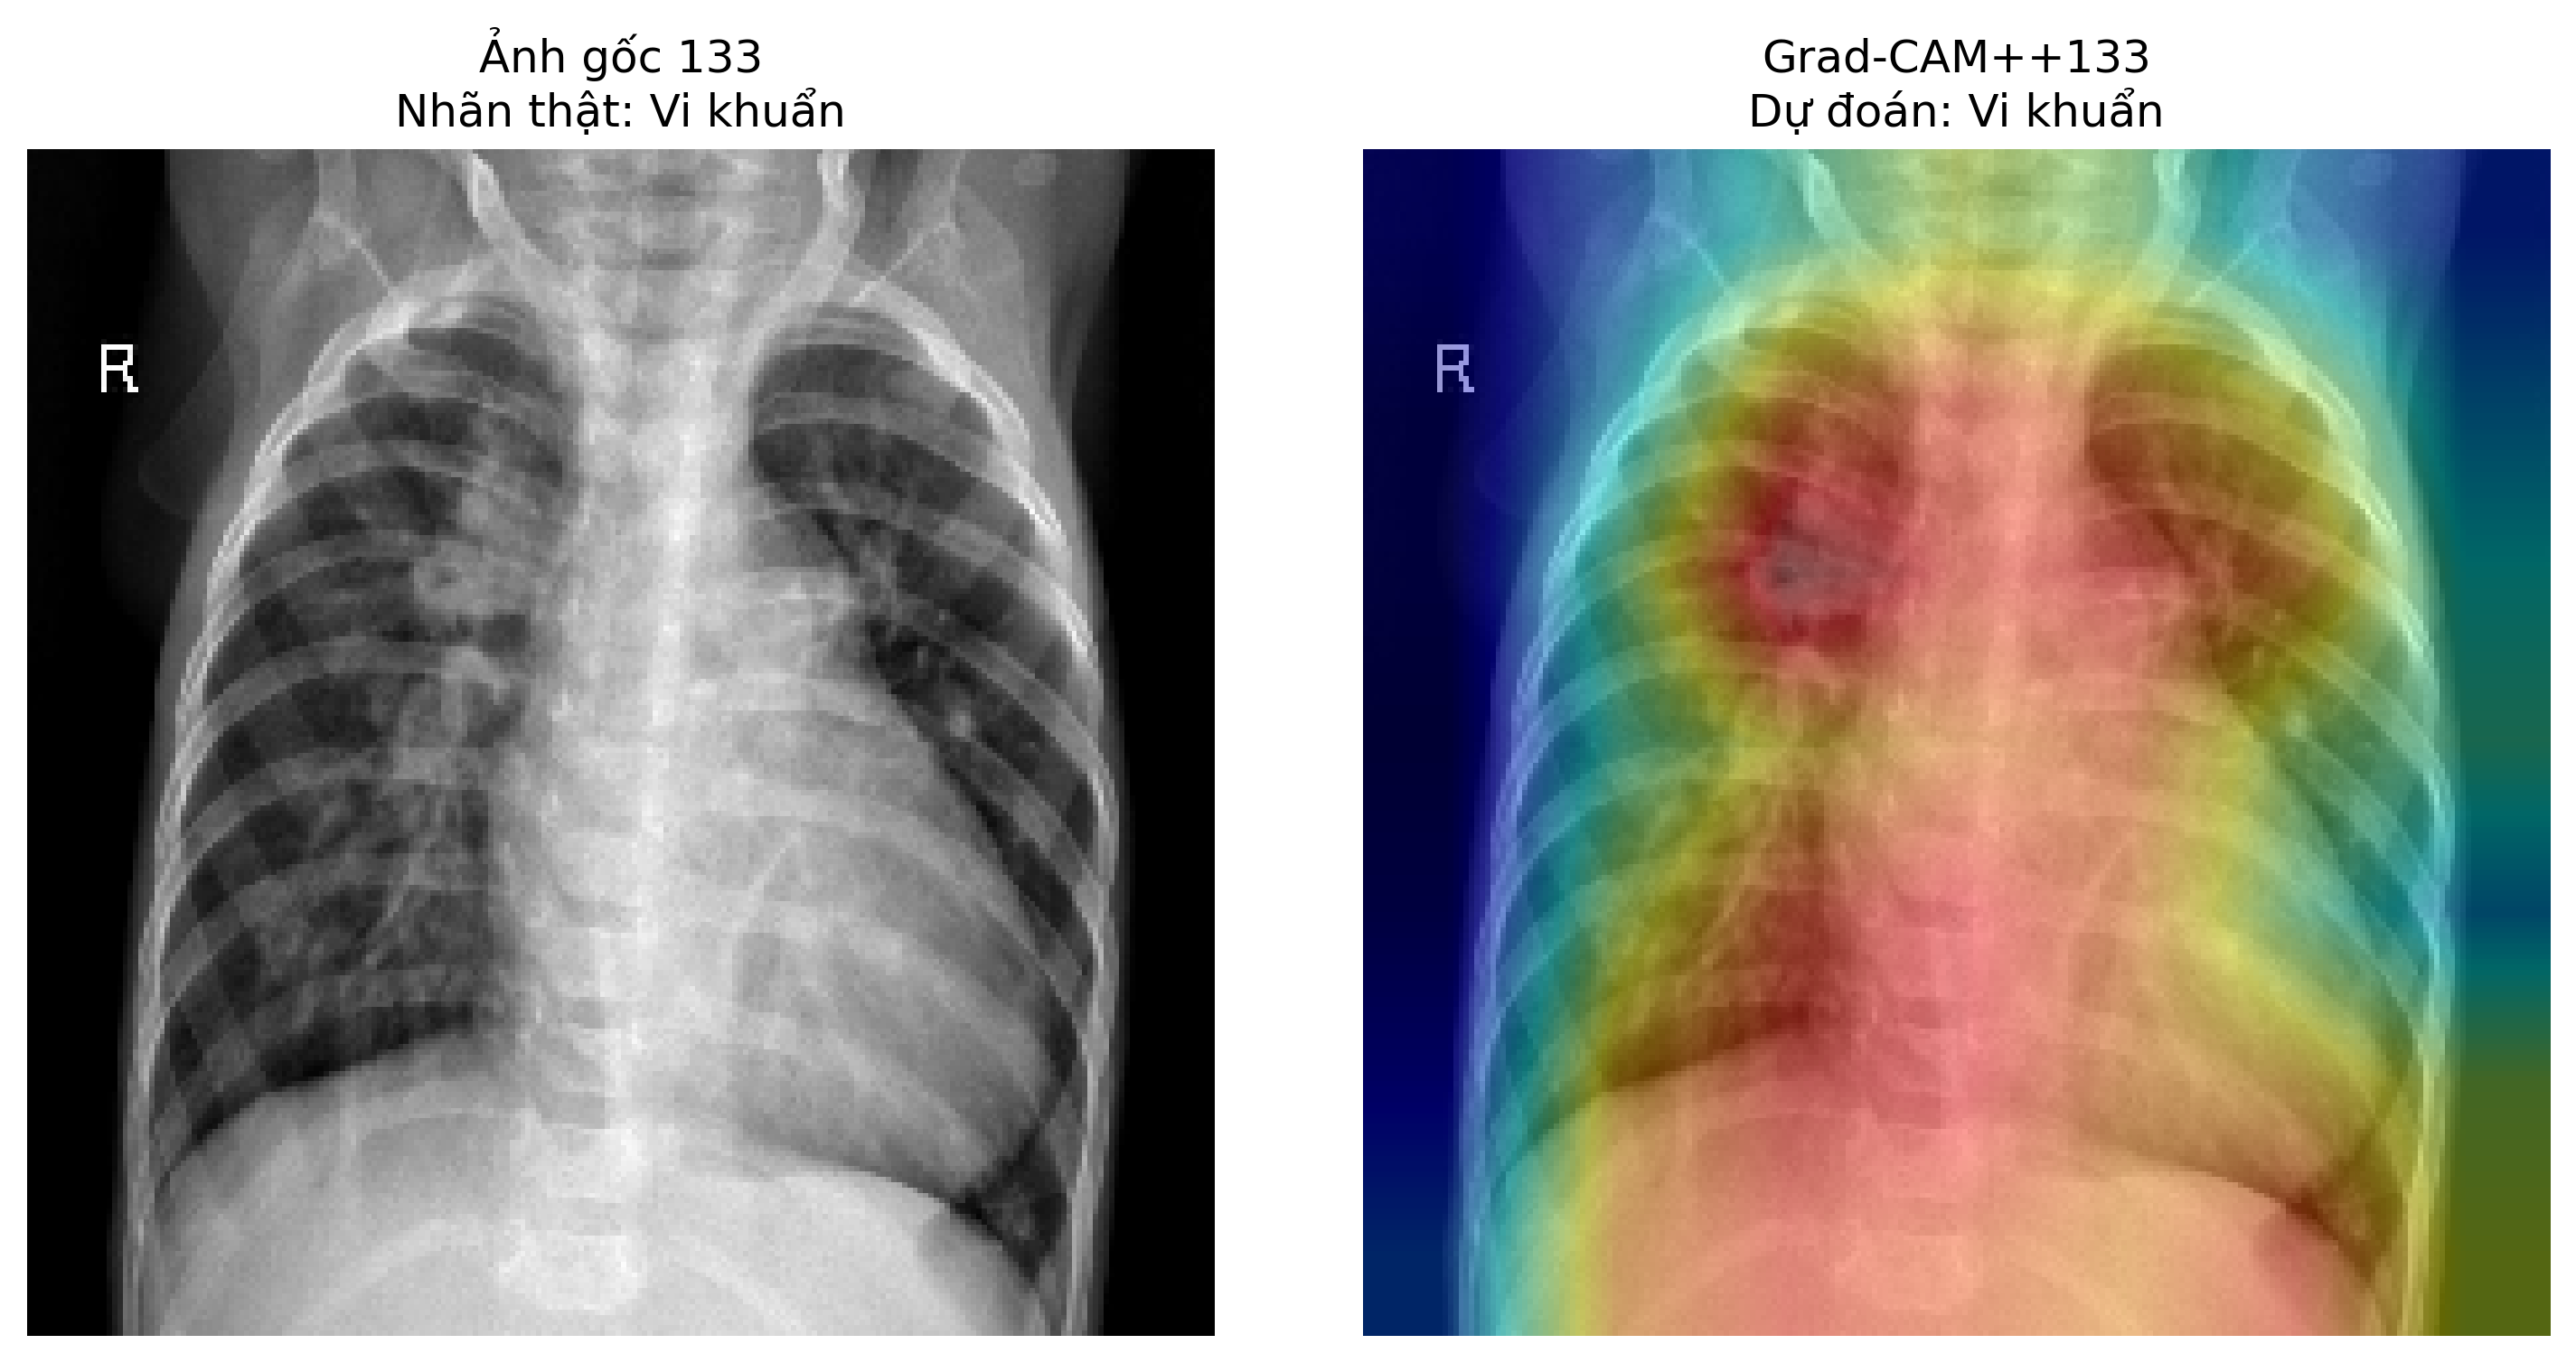 Ảnh gốc 133
Nhãn thật: Vi khuẩn
Grad-CAM++133
Dự đoán: Vi khuẩn
R
R